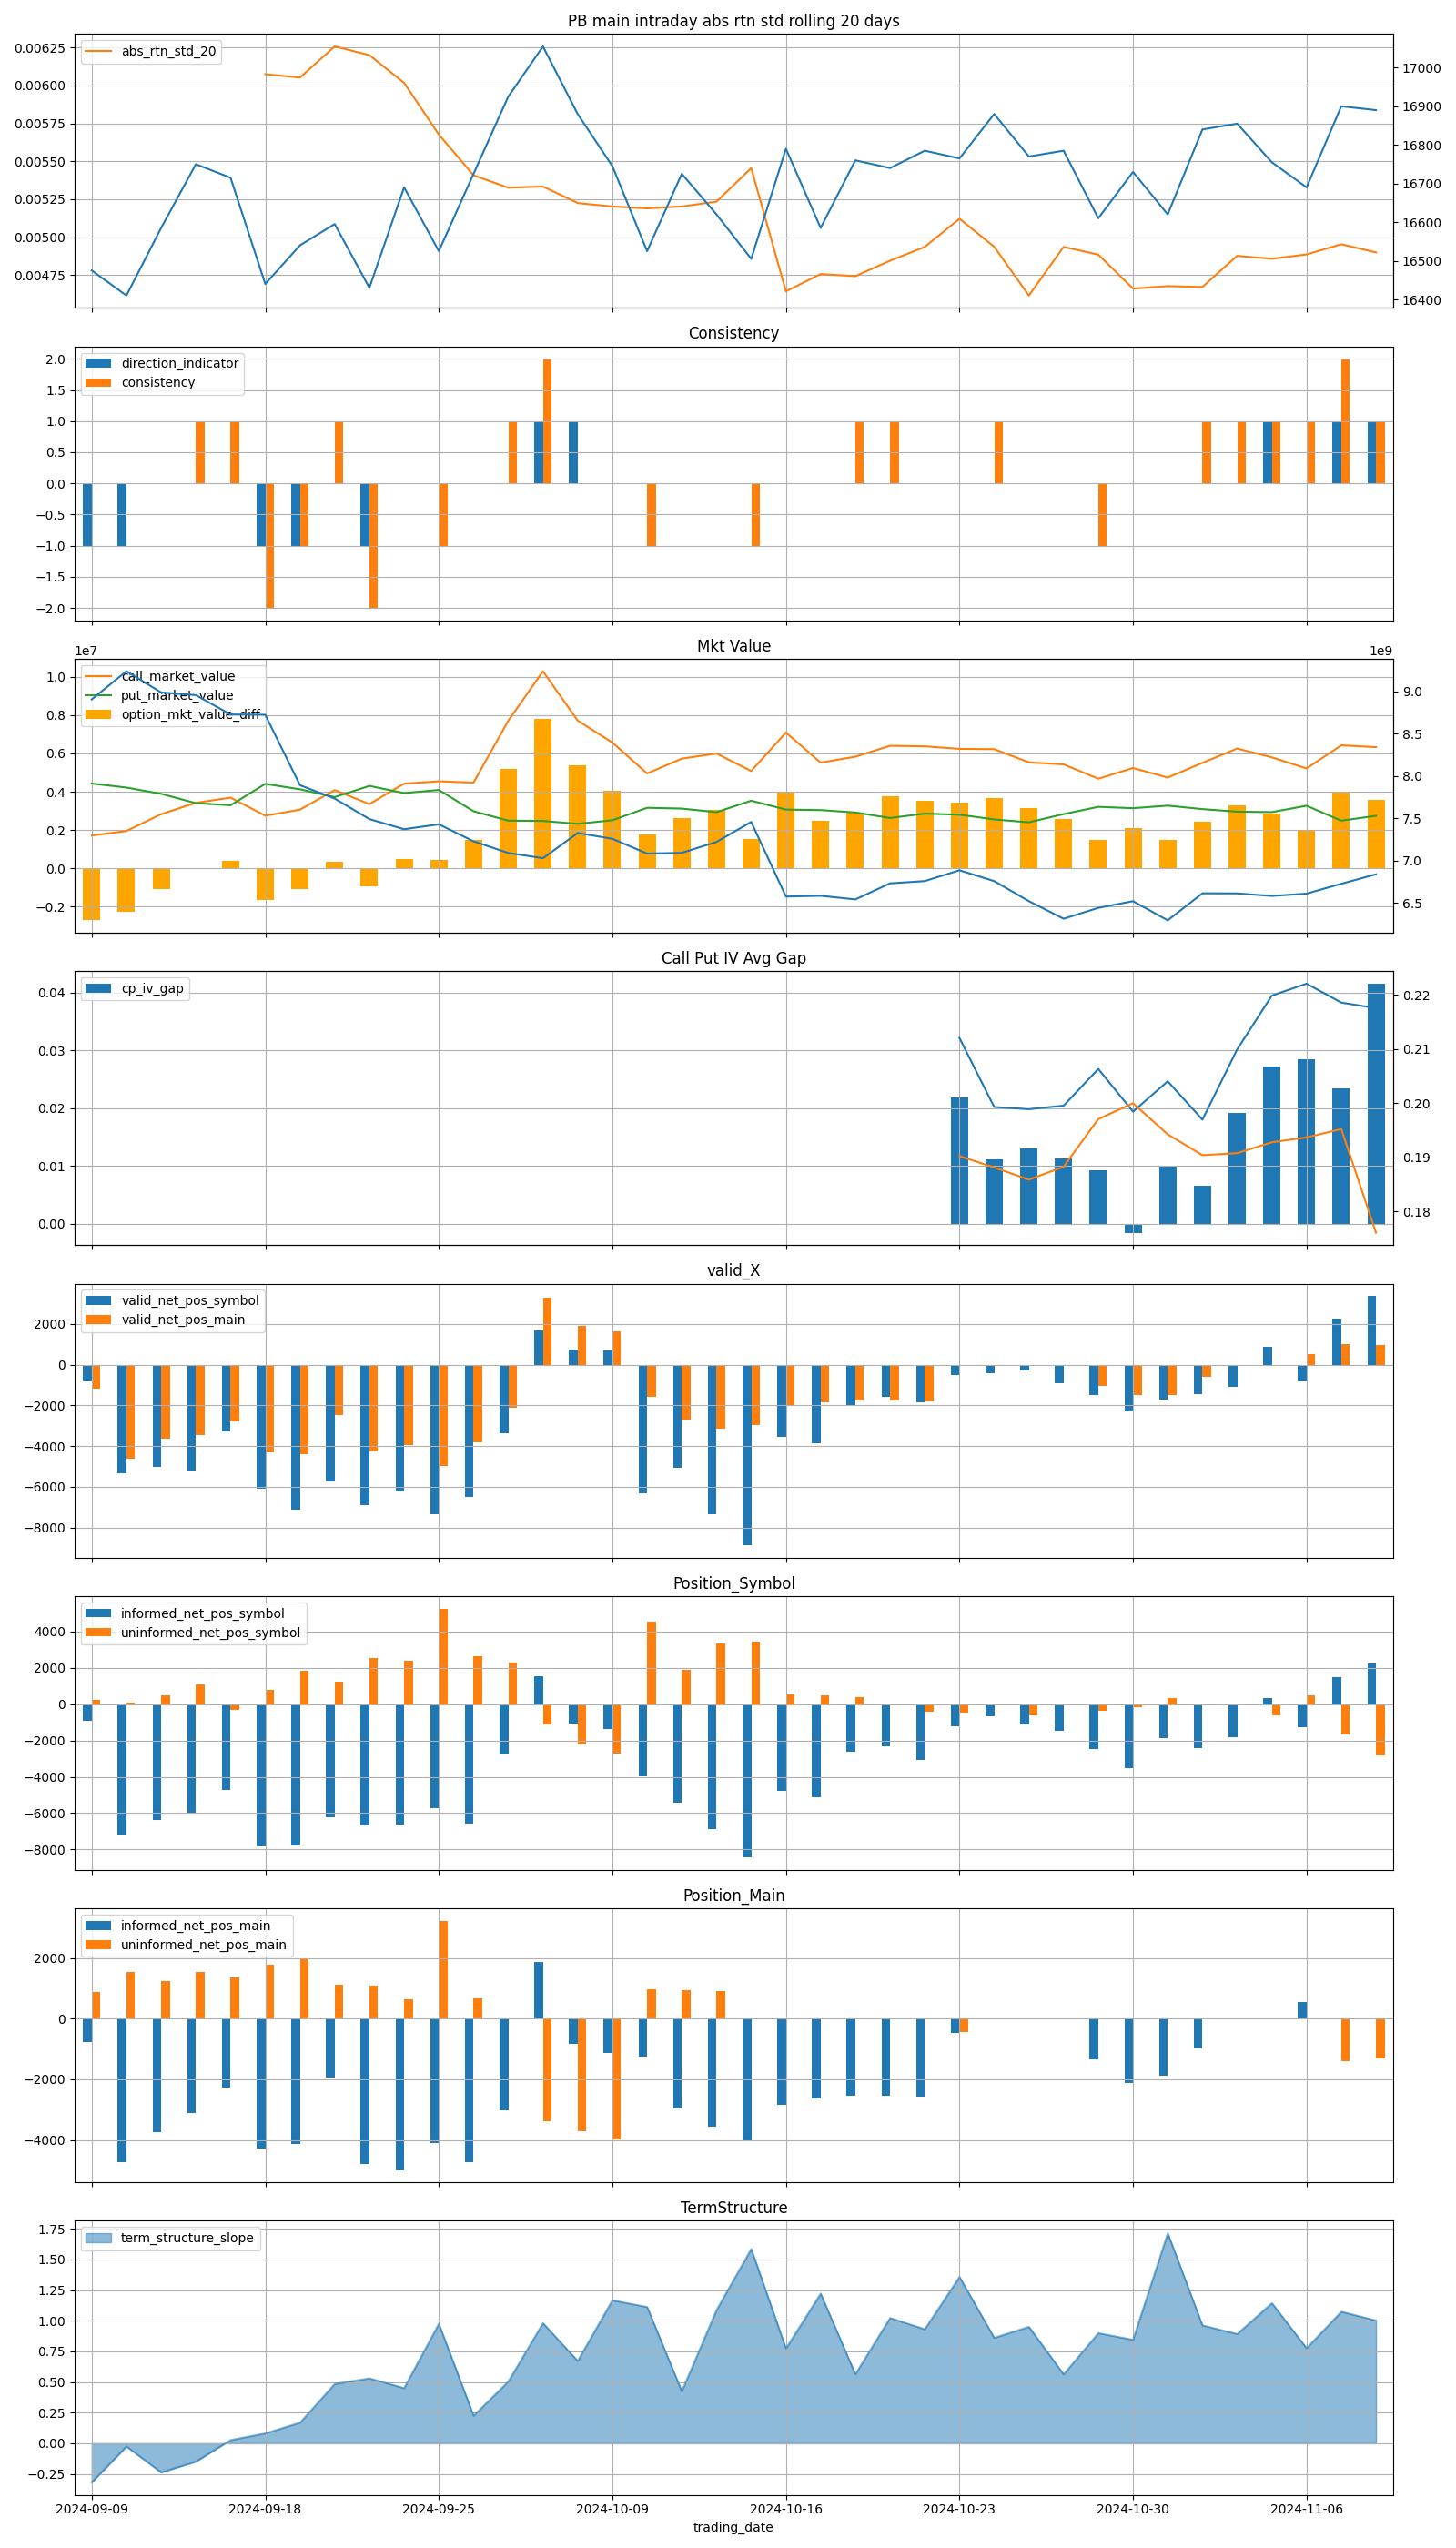 PB main intraday abs rtn std rolling 20 days
abs_rtn_std_20
0.00625
0.00600
0.00575
0.00550
0.00525
0.00500
0.00475
17000
16900
16800
16700
16600
16500
16400
Consistency
direction_indicator
consistency
2.0
1.5
1.0
0.5
0.0
−0.5
−1.0
−1.5
−2.0
Mkt Value
1e7
1e9
call_market_value
put_market_value
option_mkt_value_diff
1.0
0.8
0.6
0.4
0.2
0.0
−0.2
9.0
8.5
8.0
7.5
7.0
6.5
Call Put IV Avg Gap
cp_iv_gap
0.04
0.03
0.02
0.01
0.00
0.22
0.21
0.20
0.19
0.18
valid_X
valid_net_pos_symbol
valid_net_pos_main
2000
0
−2000
−4000
−6000
−8000
Position_Symbol
informed_net_pos_symbol
uninformed_net_pos_symbol
4000
2000
0
−2000
−4000
−6000
−8000
Position_Main
informed_net_pos_main
uninformed_net_pos_main
2000
0
−2000
−4000
TermStructure
term_structure_slope
1.75
1.50
1.25
1.00
0.75
0.50
0.25
0.00
−0.25
2024-09-09 2024-09-18 2024-09-25 2024-10-09 2024-10-16 2024-10-23 2024-10-30 2024-11-06
trading_date